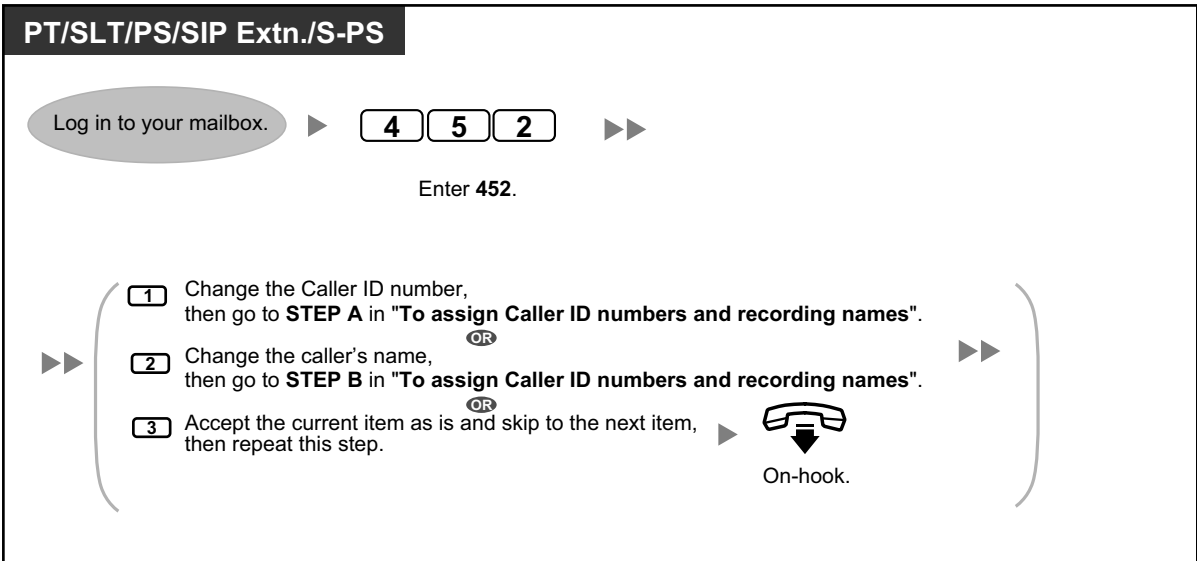 PT/SLT/PS/SIP Extn./S-PS
Log in to your mailbox.
4 5 2
Enter 452.
1 Change the Caller ID number,
then go to STEP A in "To assign Caller ID numbers and recording names".
OR
2 Change the caller's name,
then go to STEP B in "To assign Caller ID numbers and recording names".
OR
3 Accept the current item as is and skip to the next item,
then repeat this step.
On-hook.